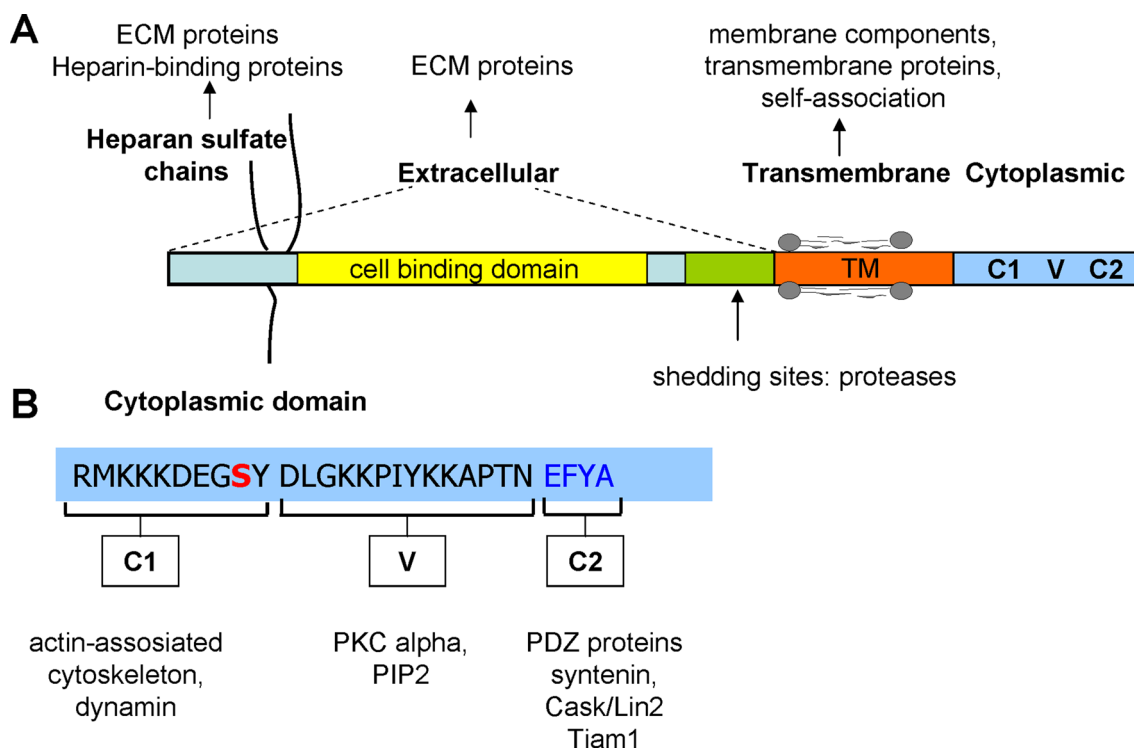 A
ECM proteins
Heparin-binding proteins
Heparan sulfate
chains
ECM proteins
Extracellular
membrane components,
transmembrane proteins,
self-association
Transmembrane
Cytoplasmic
cell binding domain
TM
C1 V C2
shedding sites: proteases
B
Cytoplasmic domain
RMKKKDEGSY DLGKKPIYKKAPTN EFYA
C1
V
C2
actin-assosiated
cytoskeleton,
dynamin
PKC alpha,
PIP2
PDZ proteins
syntenin,
Cask/Lin2
Tiam1